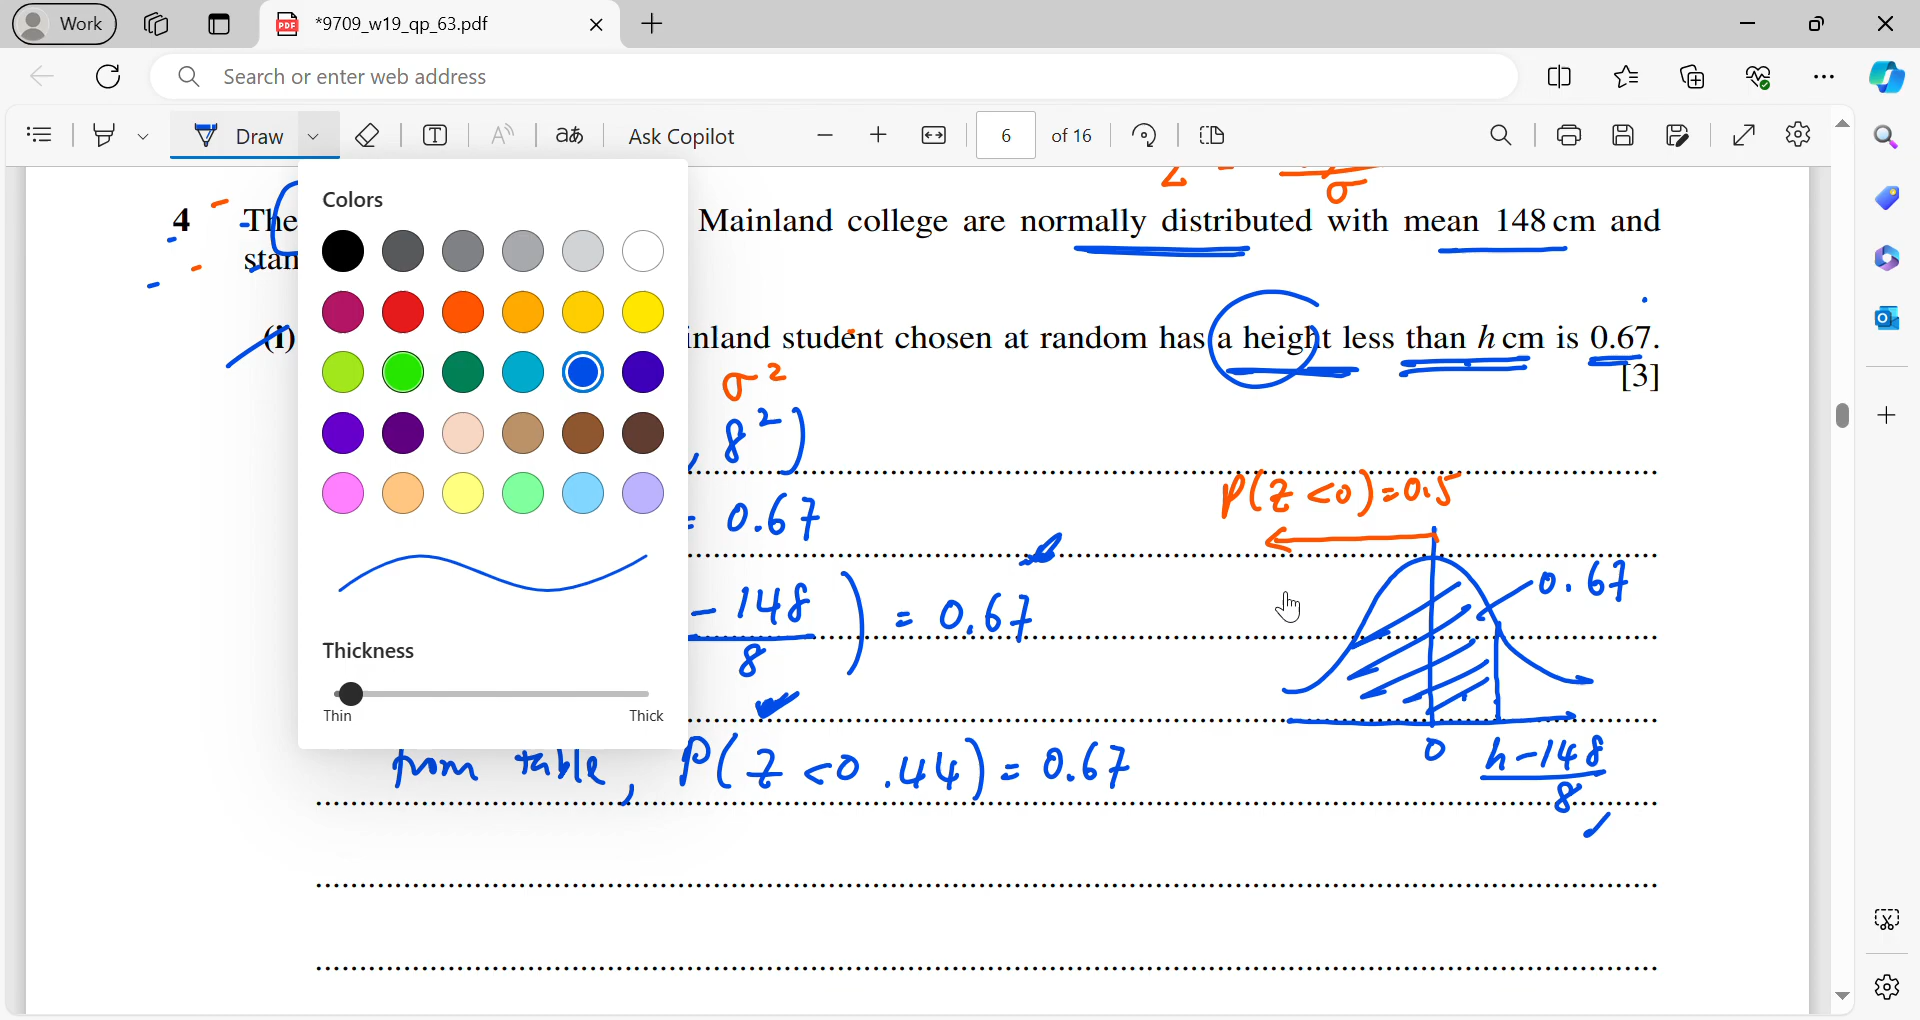 Work
*9709_w19_qp_63.pdf
Search or enter web address
Draw
aあ
Ask Copilot
6 of 16
Colors
Thickness
Thin Thick
σ
4 The Mainland college are normally distributed with mean 148 cm and
stan
(i) inland student chosen at random has a height less than h cm is 0.67.
[3]
σ²
, 8²)
= 0.67
P(Z <0)=0.5
- 148
8 ) = 0.67
0.67
from table, P(Z <0.44) = 0.67
0 h-148
8